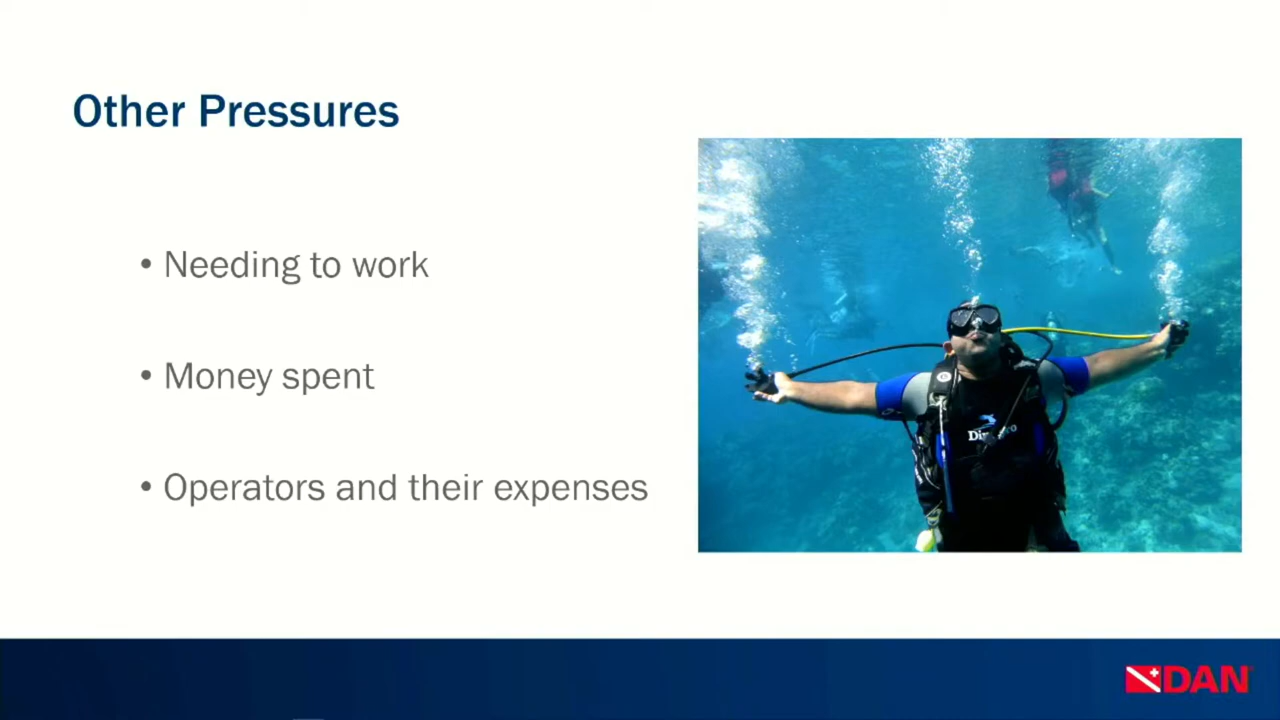 Other Pressures
• Needing to work
• Money spent
• Operators and their expenses
DAN